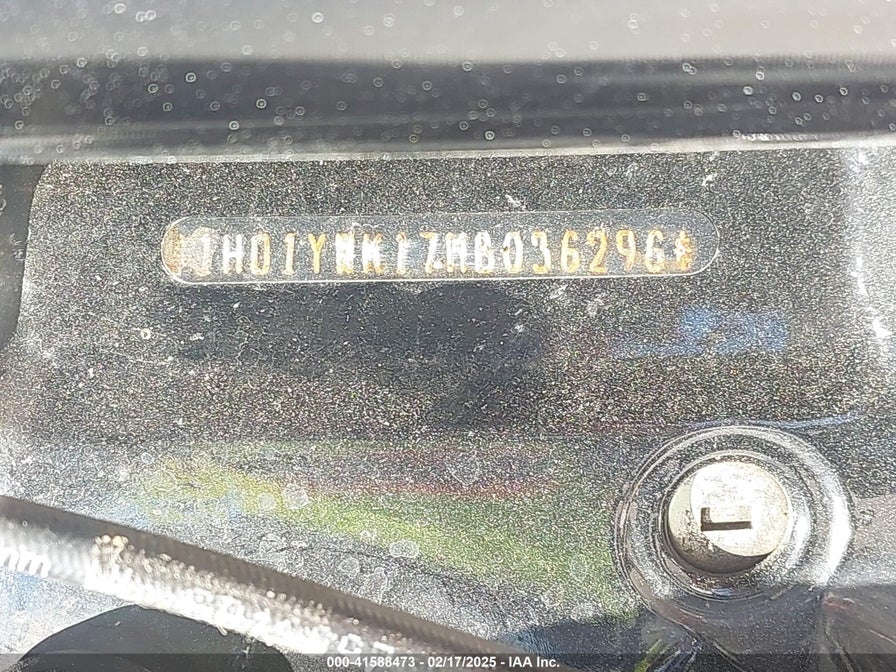 1HD1YNK17MB036296
000-41588473 - 02/17/2025 - IAA Inc.